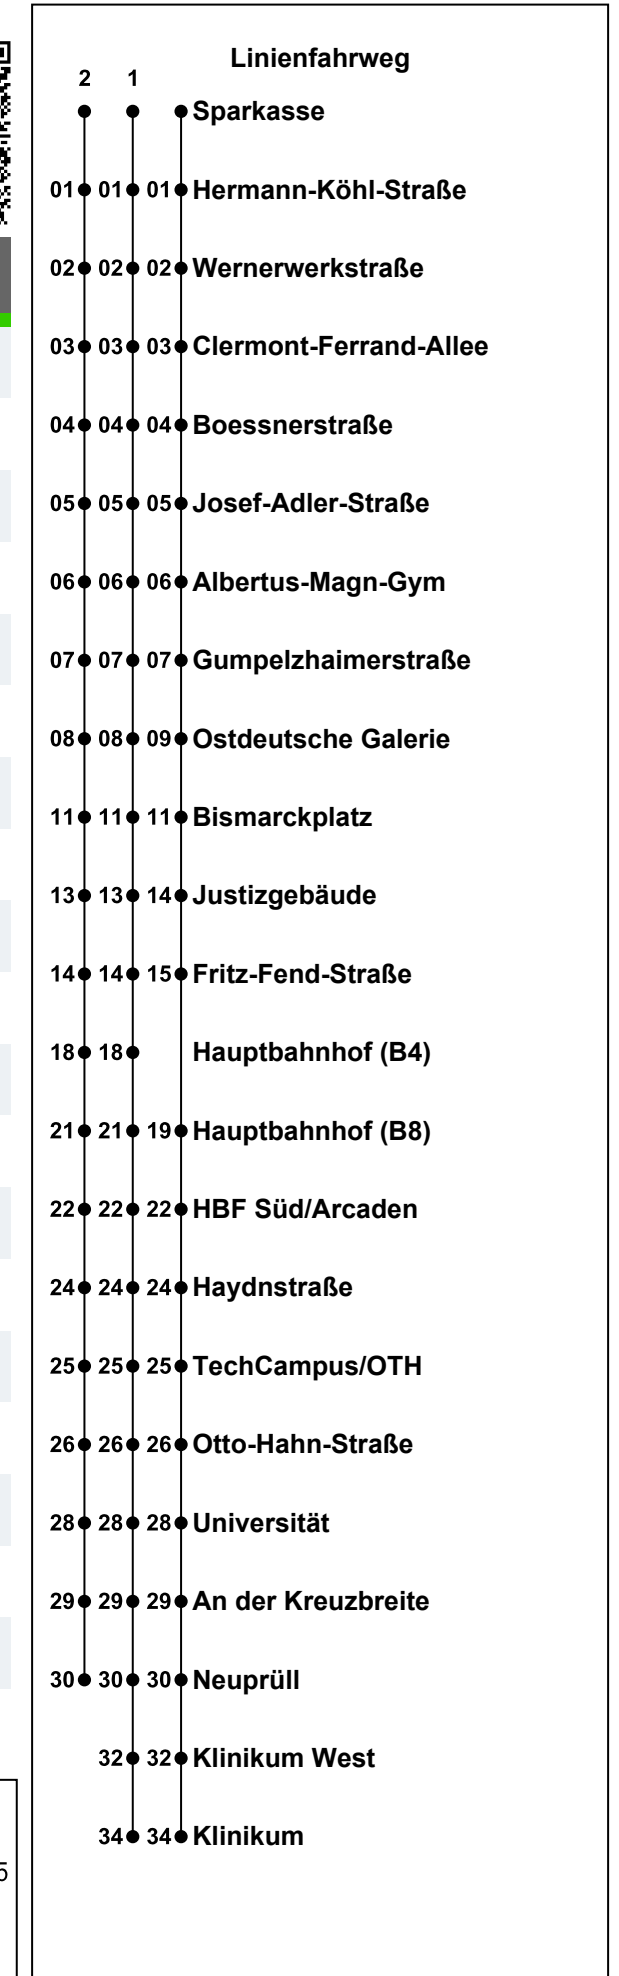 Linienfahrweg
2 1
Sparkasse
01 01 01 Hermann-Köhl-Straße
02 02 02 Wernerwerkstraße
03 03 03 Clermont-Ferrand-Allee
04 04 04 Boessnerstraße
05 05 05 Josef-Adler-Straße
06 06 06 Albertus-Magn-Gym
07 07 07 Gumpelzhaimerstraße
08 08 09 Ostdeutsche Galerie
11 11 11 Bismarckplatz
13 13 14 Justizgebäude
14 14 15 Fritz-Fend-Straße
18 18 Hauptbahnhof (B4)
21 21 19 Hauptbahnhof (B8)
22 22 22 HBF Süd/Arcaden
24 24 24 Haydnstraße
25 25 25 TechCampus/OTH
26 26 26 Otto-Hahn-Straße
28 28 28 Universität
29 29 29 An der Kreuzbreite
30 30 30 Neuprüll
32 32 Klinikum West
34 34 Klinikum
5